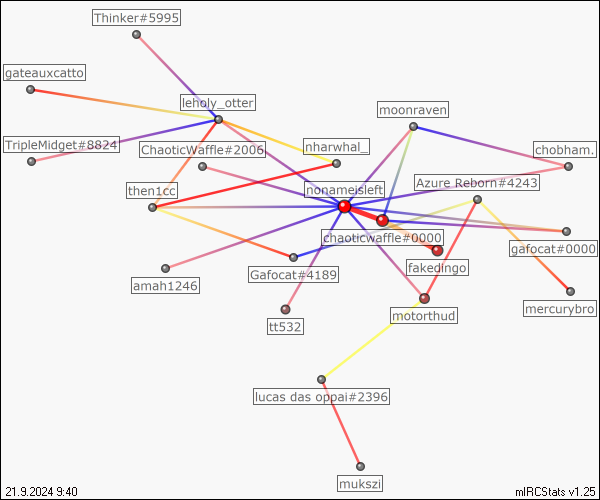 Thinker#5995
gateauxcatto
leholy_otter
moonraven
TripleMidget#8824
ChaoticWaffle#2006
nharwhal_
chobham.
then1cc
nonameisleft
Azure_Reborn#4243
chaoticwaffle#0000
gafocat#0000
fakedingo
Gafocat#4189
amah1246
mercurybro
tt532
motorthud
lucas das oppai#2396
mukszi
21.9.2024 9:40
mIRCStats v1.25